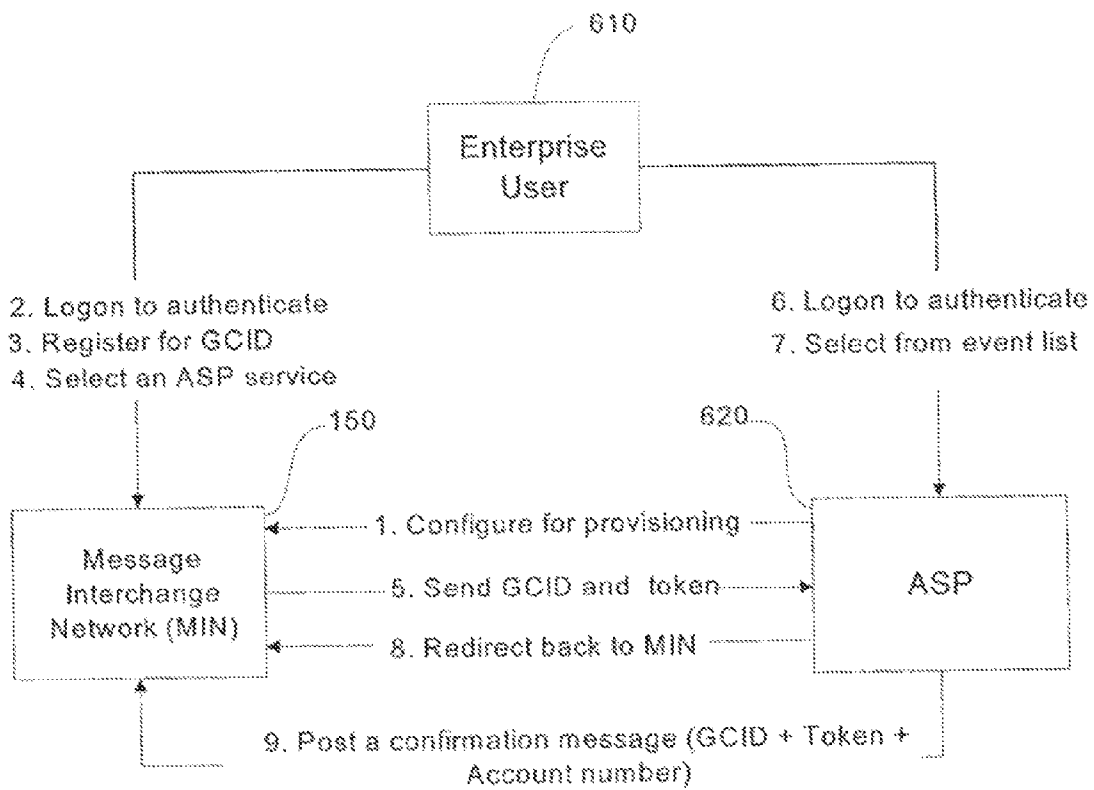 610
Enterprise
User
2. Logon to authenticate
3. Register for GCID
4. Select an ASP service
6. Logon to authenticate
7. Select from event list
150
620
Message
Interchange
Network (MIN)
1. Configure for provisioning
5. Send GCID and token
8. Redirect back to MIN
ASP
9. Post a confirmation message (GCID + Token +
Account number)